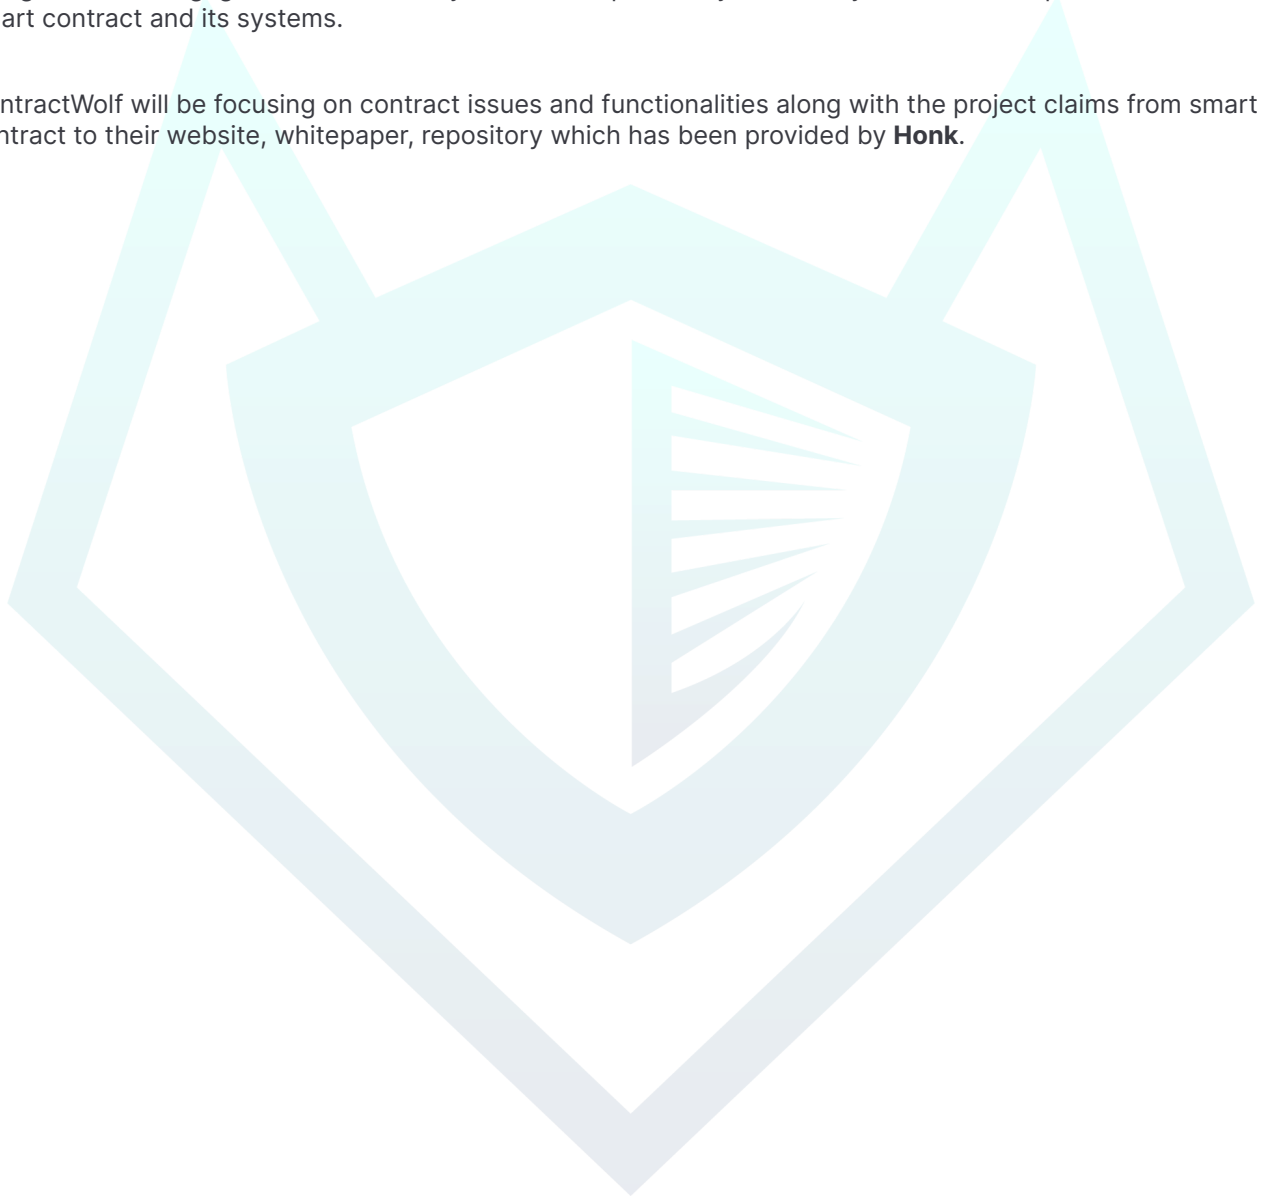 art contract and its systems.
ntractWolf will be focusing on contract issues and functionalities along with the project claims from smart
ntract to their website, whitepaper, repository which has been provided by Honk.